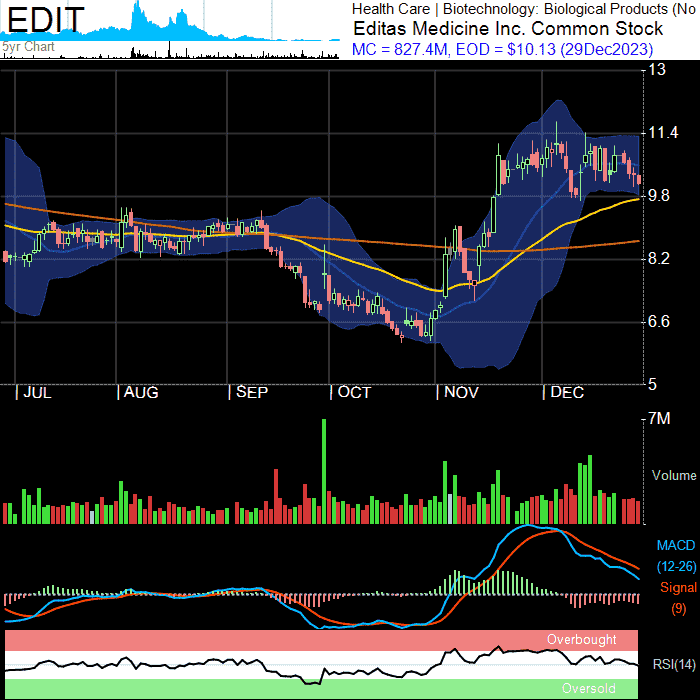 EDIT
5yr Chart
Health Care | Biotechnology: Biological Products (No
Editas Medicine Inc. Common Stock
MC = 827.4M, EOD = $10.13 (29Dec2023)
13
11.4
9.8
8.2
6.6
5
| JUL | AUG | SEP | OCT | NOV | DEC
7M
Volume
MACD
(12-26)
Signal
(9)
Overbought
RSI(14)
Oversold